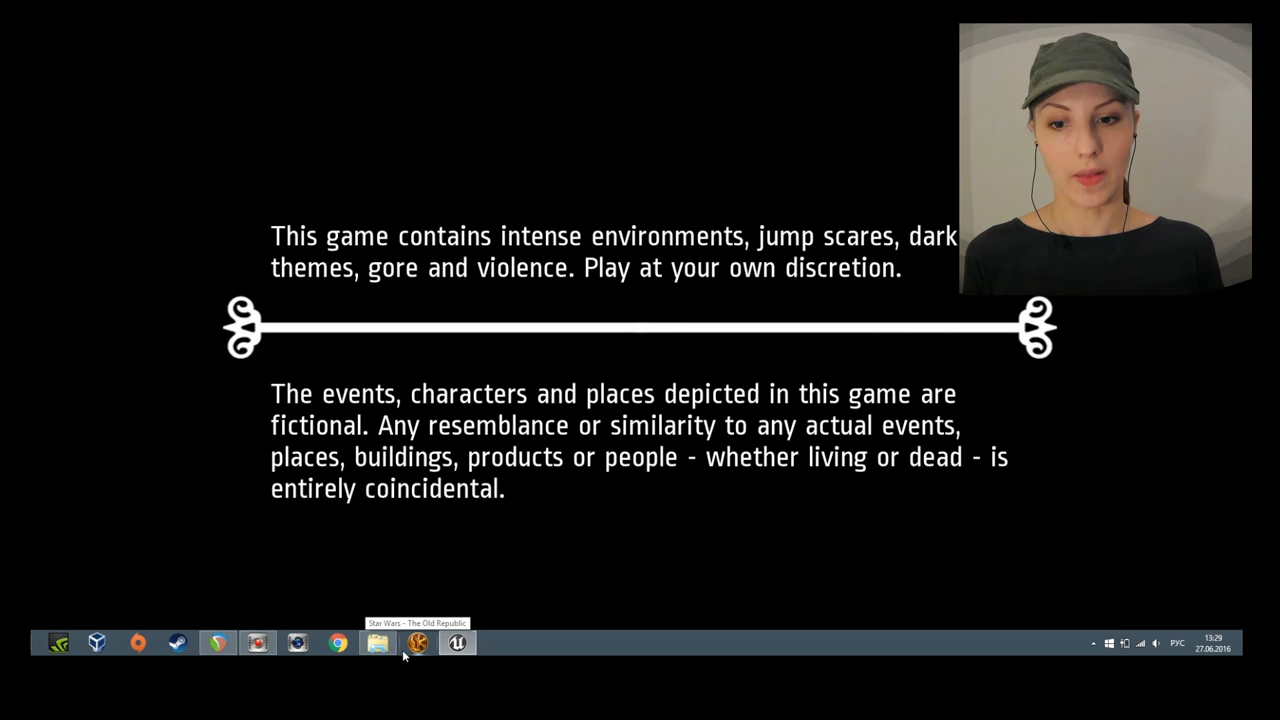 This game contains intense environments, jump scares, dark
themes, gore and violence. Play at your own discretion.
The events, characters and places depicted in this game are
fictional. Any resemblance or similarity to any actual events,
places, buildings, products or people - whether living or dead - is
entirely coincidental.
Star Wars - The Old Republic
РУС
13:29
27.06.2016